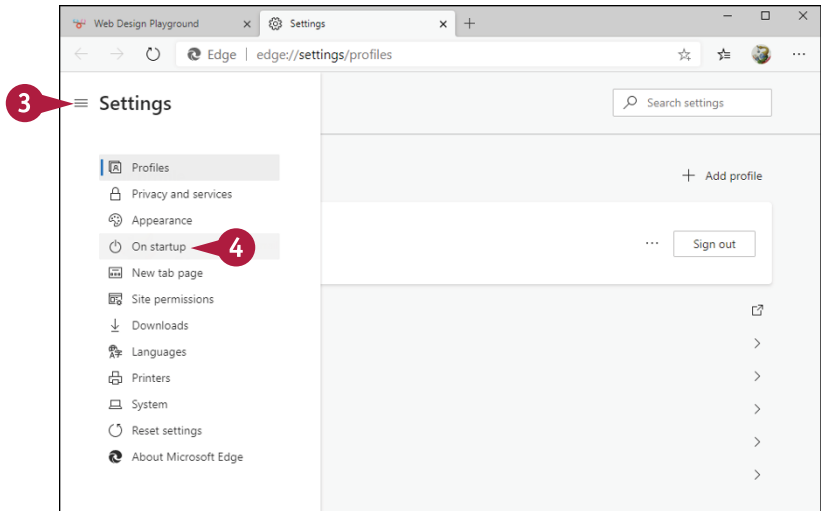 Web Design Playground
Settings
Edge | edge://settings/profiles
3
Settings
Search settings
Profiles
Add profile
Privacy and services
Appearance
On startup
4
Sign out
New tab page
Site permissions
Downloads
Languages
Printers
System
Reset settings
About Microsoft Edge